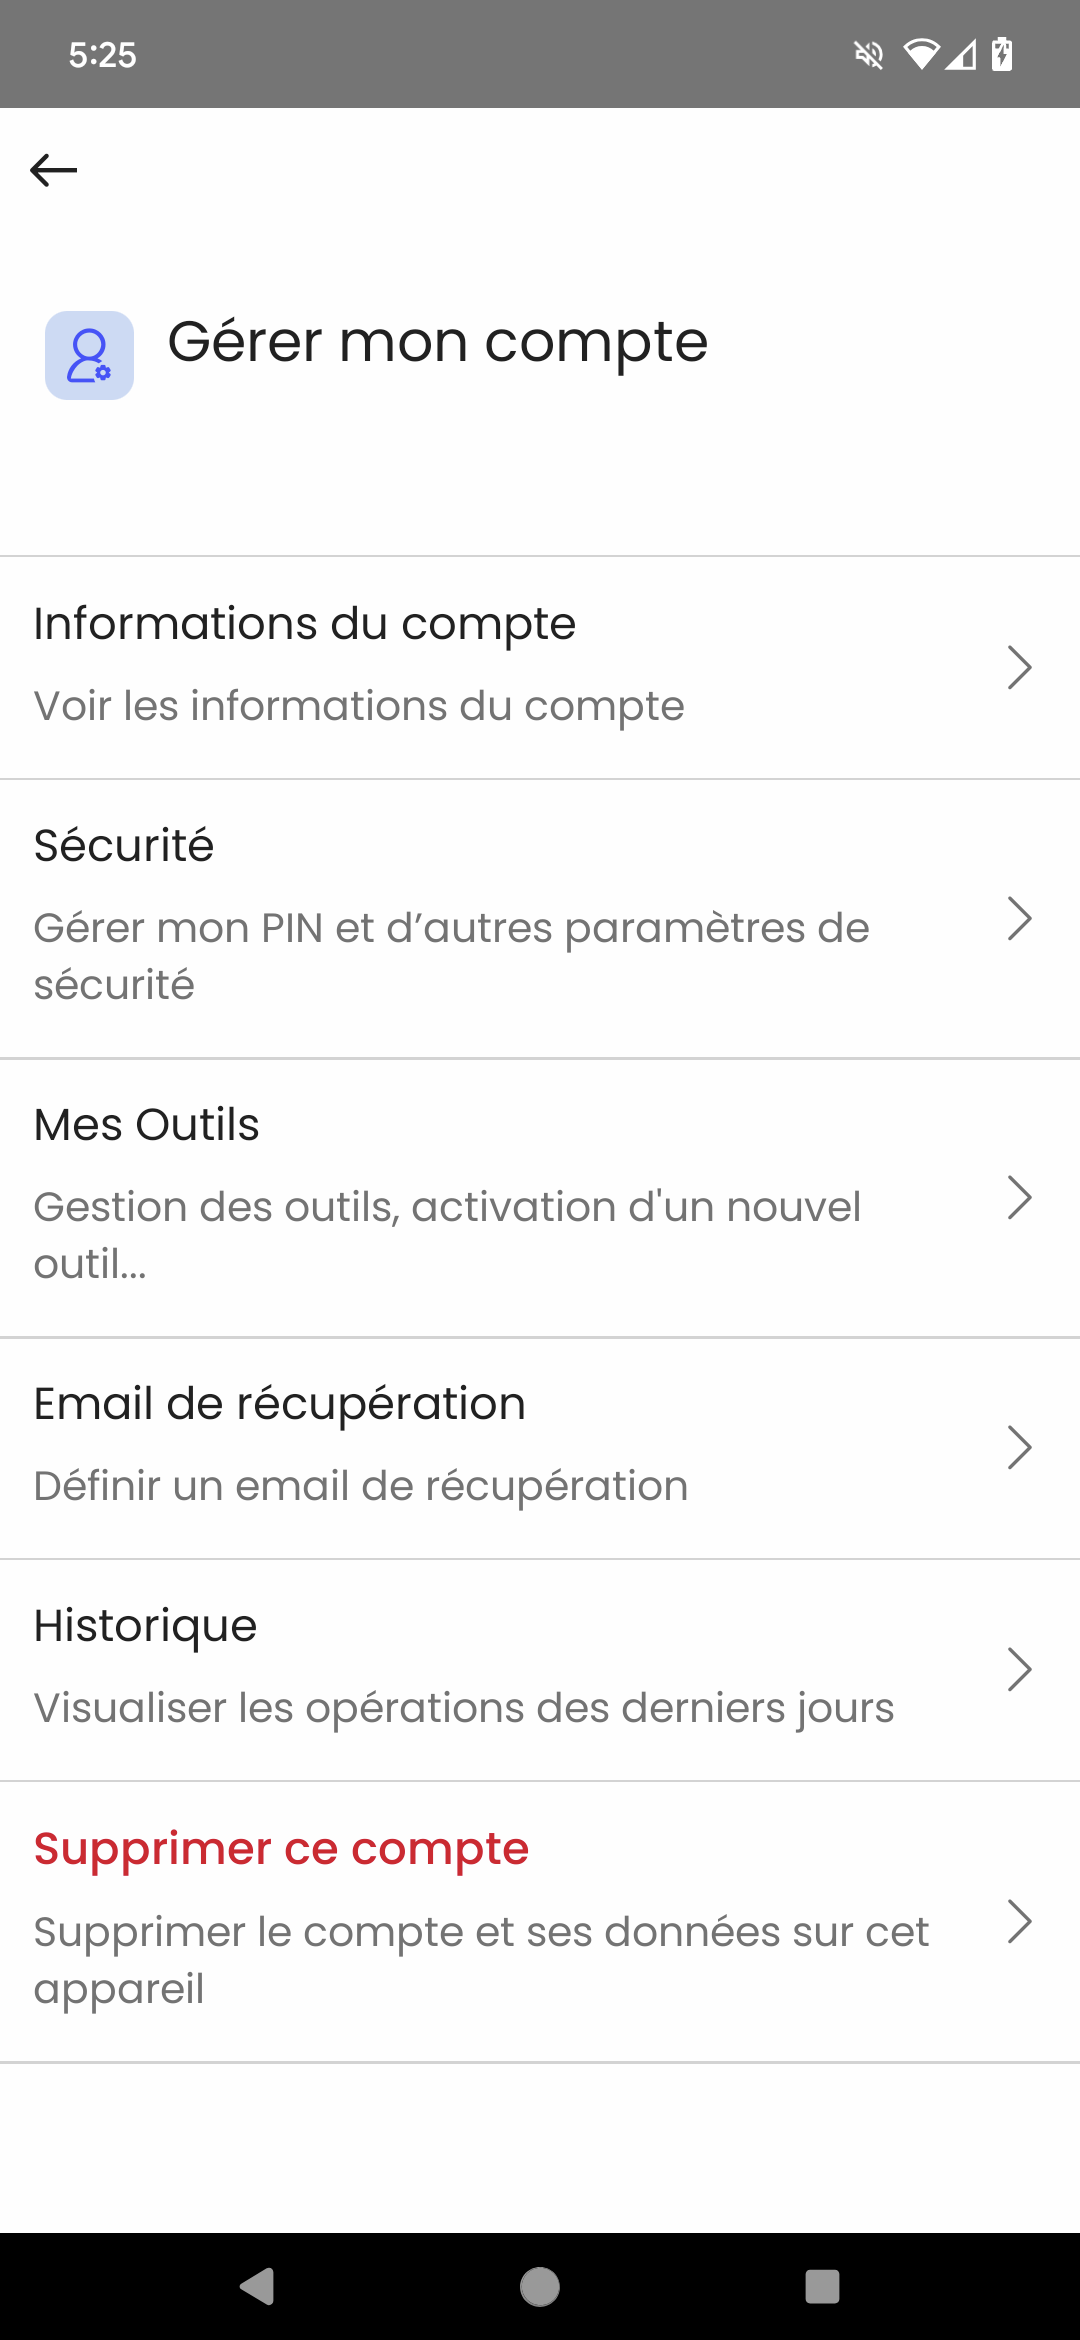 5:25
Gérer mon compte
Informations du compte
Voir les informations du compte
Sécurité
Gérer mon PIN et d’autres paramètres de
sécurité
Mes Outils
Gestion des outils, activation d'un nouvel
outil...
Email de récupération
Définir un email de récupération
Historique
Visualiser les opérations des derniers jours
Supprimer ce compte
Supprimer le compte et ses données sur cet
appareil